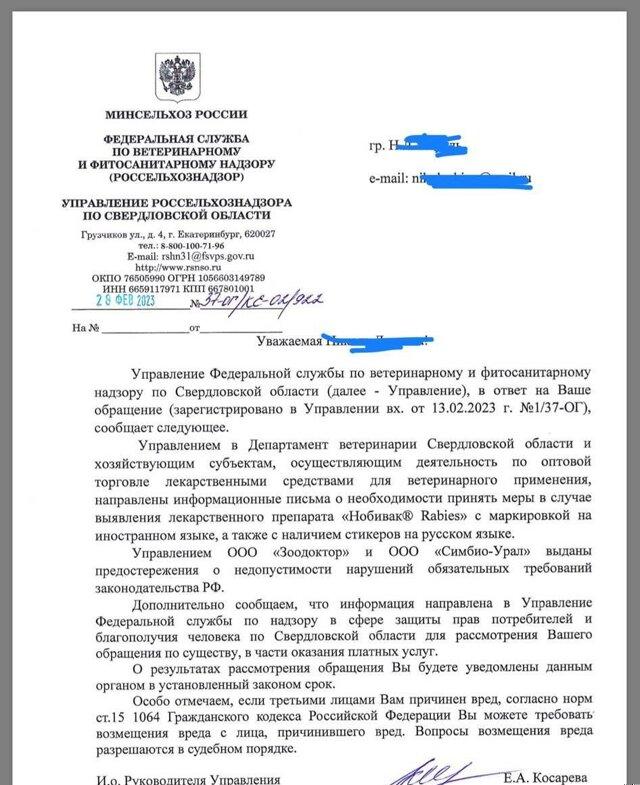 МИНСЕЛЬХОЗ РОССИИ
ФЕДЕРАЛЬНАЯ СЛУЖБА
ПО ВЕТЕРИНАРНОМУ
И ФИТОСАНИТАРНОМУ НАДЗОРУ
(РОССЕЛЬХОЗНАДЗОР)
УПРАВЛЕНИЕ РОССЕЛЬХОЗНАДЗОРА
ПО СВЕРДЛОВСКОЙ ОБЛАСТИ
Грузчиков ул., д. 4, г. Екатеринбург, 620027
тел.: 8-800-100-71-96
E-mail: rshn31@fsvps.gov.ru
http://www.rsnso.ru
ОКПО 76505990 ОГРН 1056603149789
ИНН 6659117971 КПП 667801001
28 ФЕВ 2023 № 37-ОГ/КС-02/922
На № от
гр. Н
e-mail: ni
Уважаемая
Управление Федеральной службы по ветеринарному и фитосанитарному
надзору по Свердловской области (далее - Управление), в ответ на Ваше
обращение (зарегистрировано в Управлении вх. от 13.02.2023 г. №1/37-ОГ),
сообщает следующее.
Управлением в Департамент ветеринарии Свердловской области и
хозяйствующим субъектам, осуществляющим деятельность по оптовой
торговле лекарственными средствами для ветеринарного применения,
направлены информационные письма о необходимости принять меры в случае
выявления лекарственного препарата «Нобивак® Rabies» с маркировкой на
иностранном языке, а также с наличием стикеров на русском языке.
Управлением ООО «Зоодоктор» и ООО «Симбио-Урал» выданы
предостережения о недопустимости нарушений обязательных требований
законодательства РФ.
Дополнительно сообщаем, что информация направлена в Управление
Федеральной службы по надзору в сфере защиты прав потребителей и
благополучия человека по Свердловской области для рассмотрения Вашего
обращения по существу, в части оказания платных услуг.
О результатах рассмотрения обращения Вы будете уведомлены данным
органом в установленный законом срок.
Особо отмечаем, если третьими лицами Вам причинен вред, согласно норм
ст.15 1064 Гражданского кодекса Российской Федерации Вы можете требовать
возмещения вреда с лица, причинившего вред. Вопросы возмещения вреда
разрешаются в судебном порядке.
И.о. Руководителя Управления Е.А. Косарева